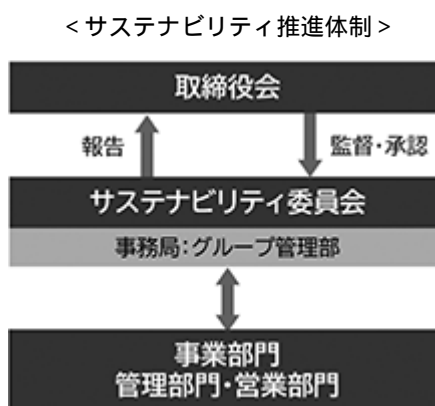 <サステナビリティ推進体制>
取締役会
報告
監督・承認
サステナビリティ委員会
事務局:グループ管理部
事業部門
管理部門・営業部門